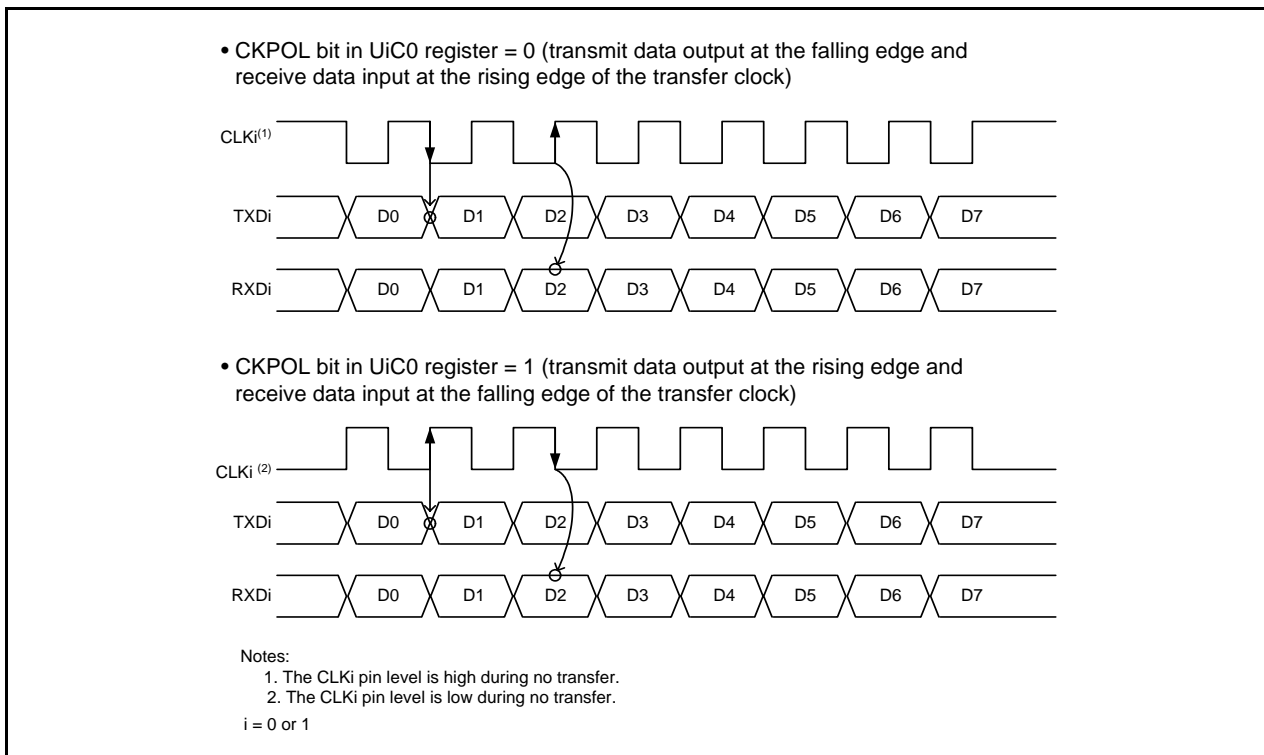 • CKPOL bit in UiC0 register = 0 (transmit data output at the falling edge and
receive data input at the rising edge of the transfer clock)
CLKi(1)
TXDi D0 D1 D2 D3 D4 D5 D6 D7
RXDi D0 D1 D2 D3 D4 D5 D6 D7
• CKPOL bit in UiC0 register = 1 (transmit data output at the rising edge and
receive data input at the falling edge of the transfer clock)
CLKi (2)
TXDi D0 D1 D2 D3 D4 D5 D6 D7
RXDi D0 D1 D2 D3 D4 D5 D6 D7
Notes:
1. The CLKi pin level is high during no transfer.
2. The CLKi pin level is low during no transfer.
i = 0 or 1